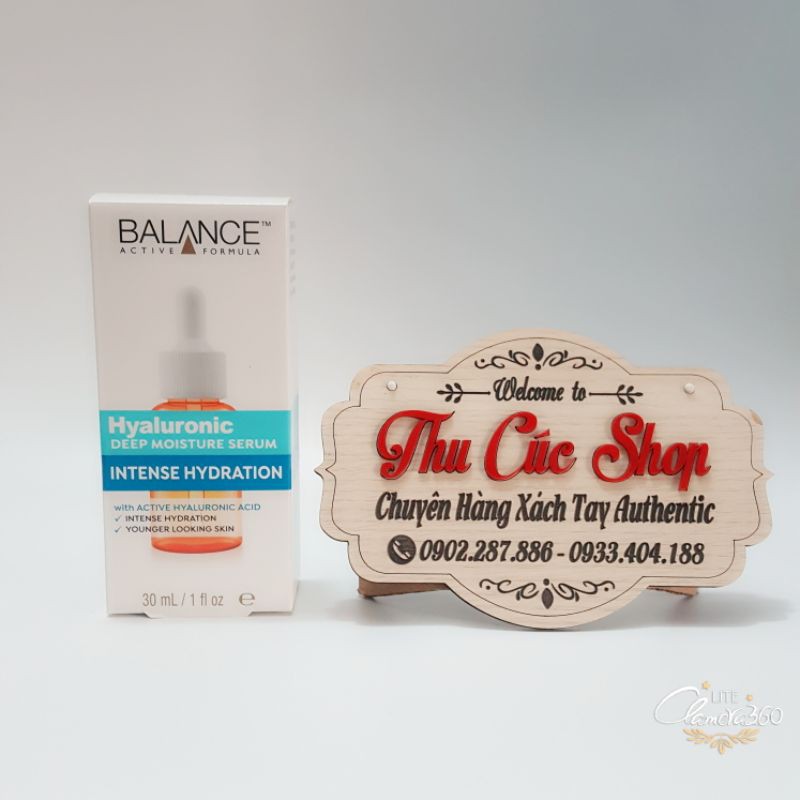 BALANCE™
ACTIVE FORMULA
Hyaluronic
DEEP MOISTURE SERUM
INTENSE HYDRATION
with ACTIVE HYALURONIC ACID
✓ INTENSE HYDRATION
✓ YOUNGER LOOKING SKIN
30 mL / 1 fl oz ℮
Welcome to
Thu Cúc Shop
Chuyên Hàng Xách Tay Authentic
0902.287.886 - 0933.404.188
LITE
Camera360